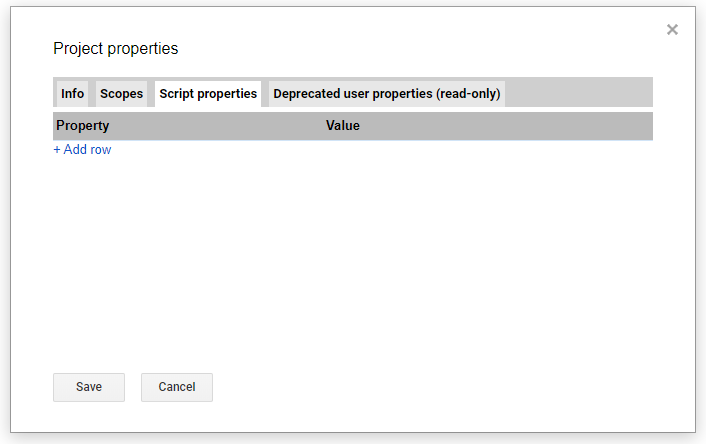 Project properties
Info Scopes Script properties Deprecated user properties (read-only)
Property Value
+ Add row
Save Cancel